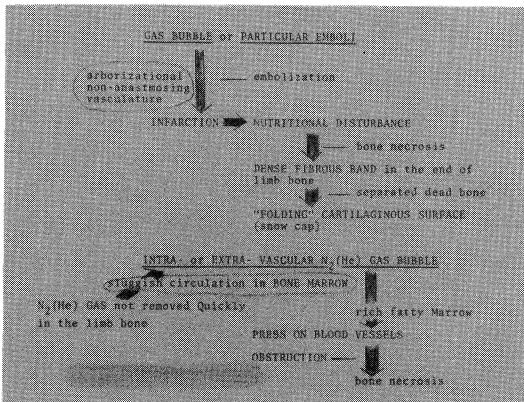 GAS BUBBLE or PARTICULAR EMBOLI
arborizational
non-anastmosing
vasculature
embolization
INFARCTION NUTRITIONAL DISTURBANCE
bone necrosis
DENSE FIBROUS BAND in the end of
limb bone
separated dead bone
"FOLDING" CARTILAGINOUS SURFACE
(snow cap)
INTRA- or EXTRA- VASCULAR N₂(He) GAS BUBBLE
sluggish circulation in BONE MARROW
N₂(He) GAS not removed Quickly
in the limb bone
rich fatty Marrow
PRESS ON BLOOD VESSELS
OBSTRUCTION
bone necrosis